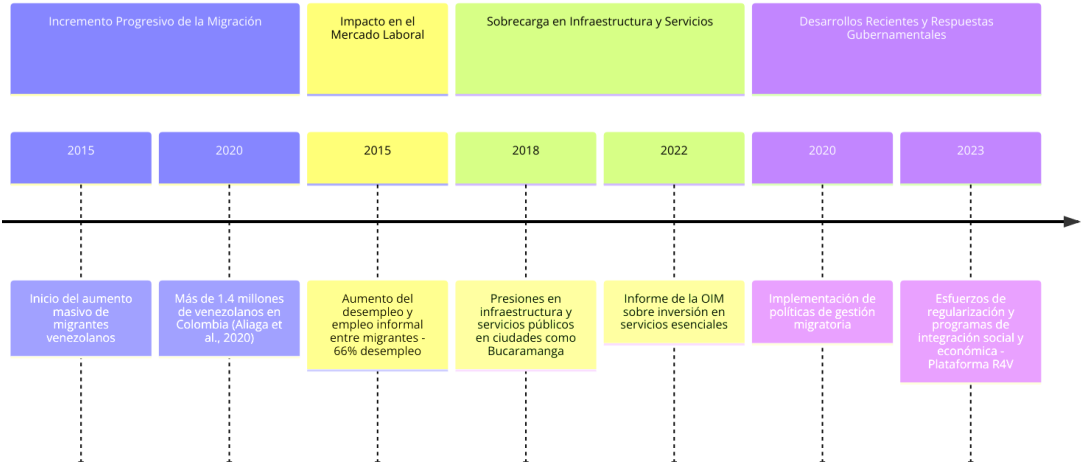 Incremento Progresivo de la Migración
Impacto en el
Mercado Laboral
Sobrecarga en Infraestructura y Servicios
Desarrollos Recientes y Respuestas
Gubernamentales
2015
2020
2015
2018
2022
2020
2023
Inicio del aumento
masivo de
migrantes
venezolanos
Más de 1.4 millones
de venezolanos en
Colombia (Aliaga et
al., 2020)
Aumento del
desempleo y
empleo informal
entre migrantes -
66% desempleo
Presiones en
infraestructura y
servicios públicos
en ciudades como
Bucaramanga
Informe de la OIM
sobre inversión en
servicios esenciales
Implementación de
políticas de gestión
migratoria
Esfuerzos de
regularización y
programas de
integración social y
económica -
Plataforma R4V